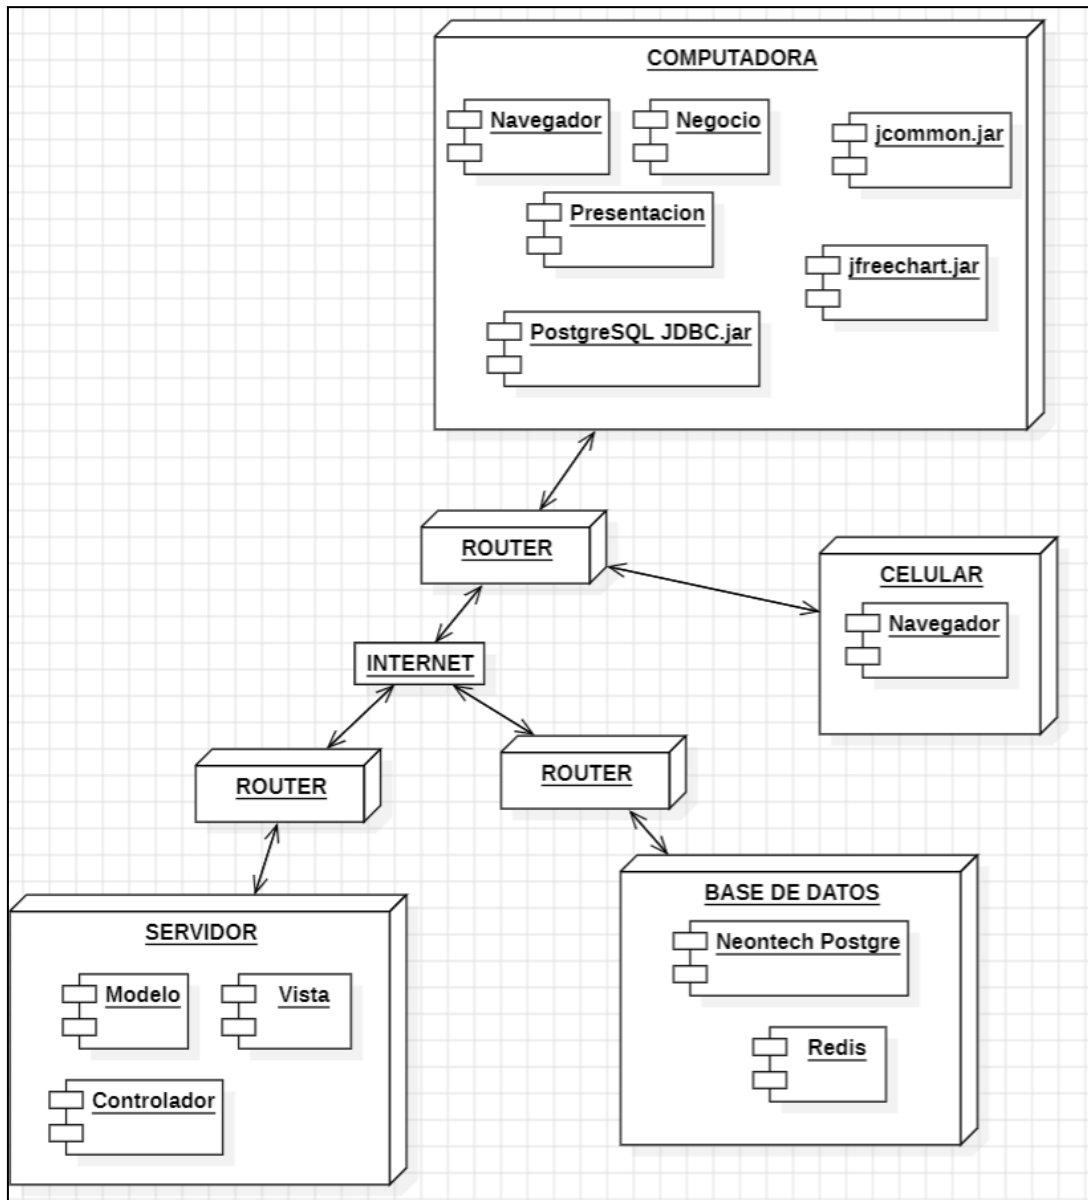 COMPUTADORA
Navegador
Negocio
jcommon.jar
Presentacion
jfreechart.jar
PostgreSQL JDBC.jar
ROUTER
CELULAR
Navegador
INTERNET
ROUTER
ROUTER
SERVIDOR
Modelo
Vista
Controlador
BASE DE DATOS
Neontech Postgre
Redis